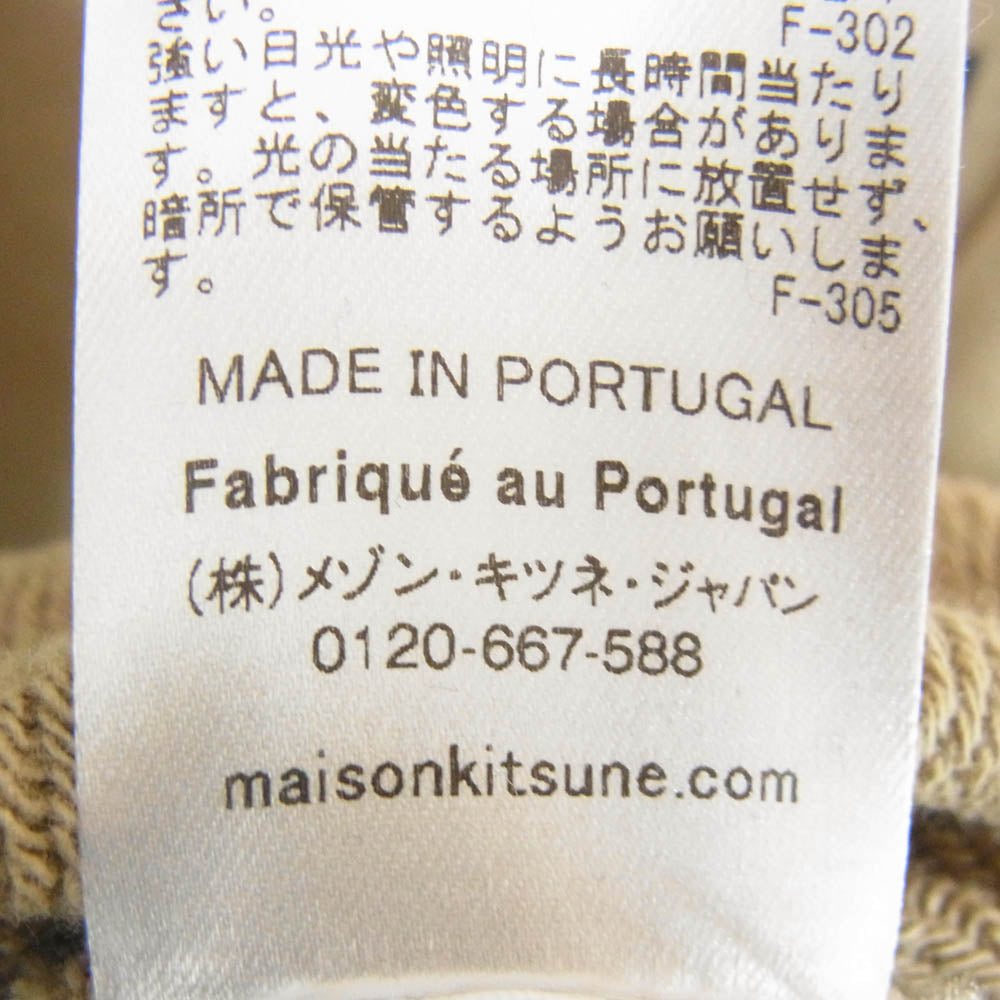 さい。
F-302
強い日光や照明に長時間当たり
ますと、変色する場合がありま
す。光の当たる場所に放置せず、
暗所で保管するようお願いしま
す。
F-305
MADE IN PORTUGAL
Fabriqué au Portugal
(株)メゾン・キツネ・ジャパン
0120-667-588
maisonkitsune.com